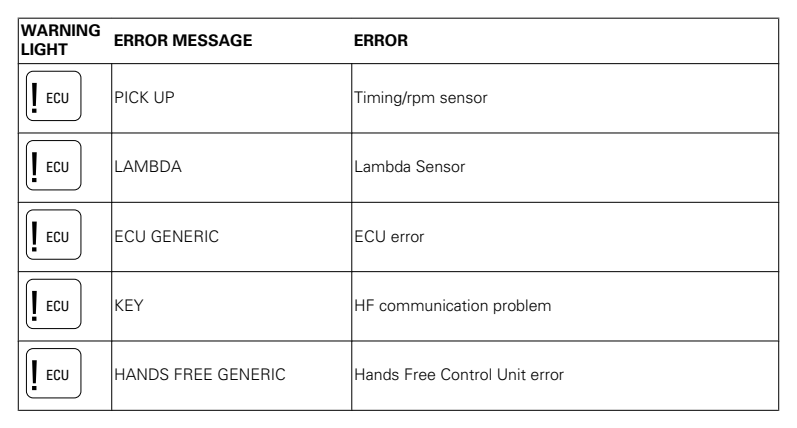 WARNING
LIGHT
ERROR MESSAGE
ERROR
! ECU
PICK UP
Timing/rpm sensor
! ECU
LAMBDA
Lambda Sensor
! ECU
ECU GENERIC
ECU error
! ECU
KEY
HF communication problem
! ECU
HANDS FREE GENERIC
Hands Free Control Unit error